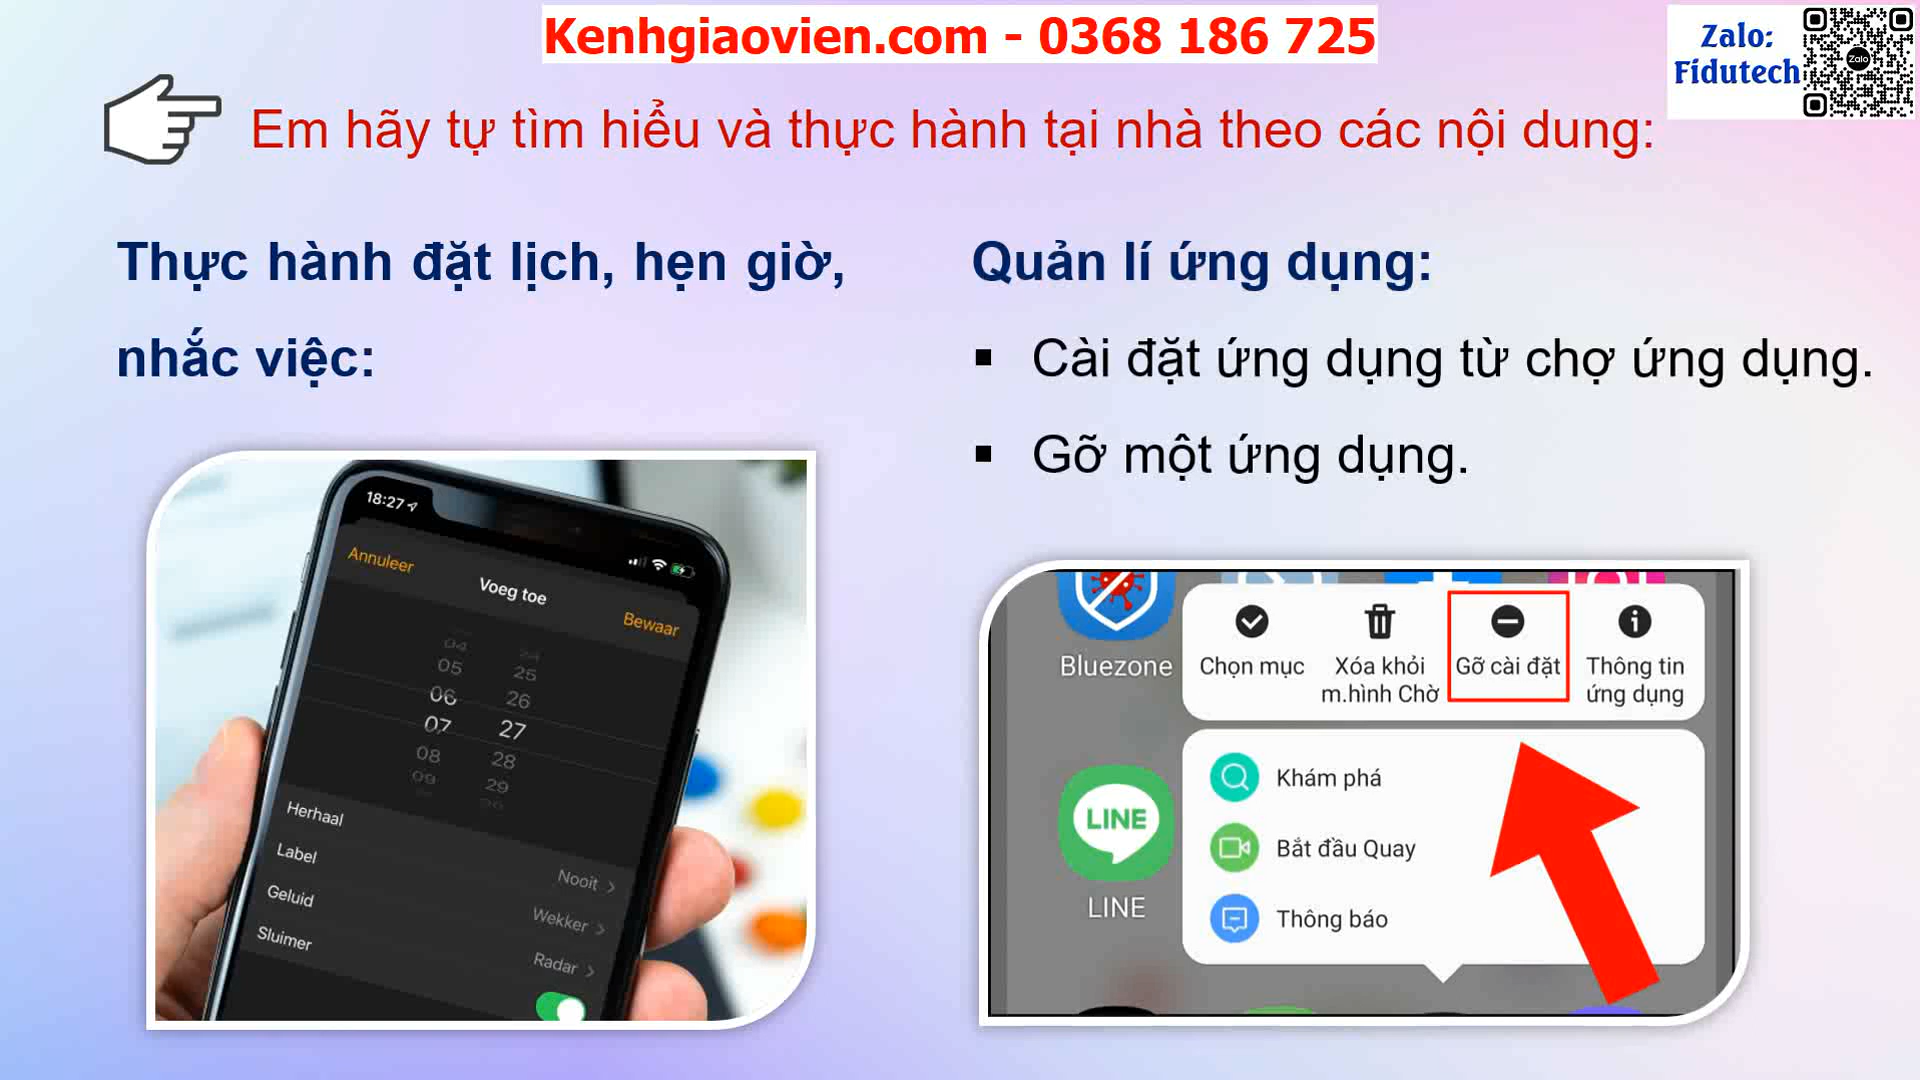 Kenhgiaovien.com - 0368 186 725
Zalo:
Fidutech
Zalo
Em hãy tự tìm hiểu và thực hành tại nhà theo các nội dung:
Thực hành đặt lịch, hẹn giờ,
nhắc việc:
18:27
Annuleer
Voeg toe
Bewaar
04 24
05 25
06 26
07 27
08 28
09 29
Herhaal
Nooit
Label
Wekker
Geluid
Radar
Sluimer
Quản lí ứng dụng:
▪ Cài đặt ứng dụng từ chợ ứng dụng.
▪ Gỡ một ứng dụng.
Bluezone
Chọn mục
Xóa khỏi
m.hình Chờ
Gỡ cài đặt
Thông tin
ứng dụng
LINE
LINE
Khám phá
Bắt đầu Quay
Thông báo